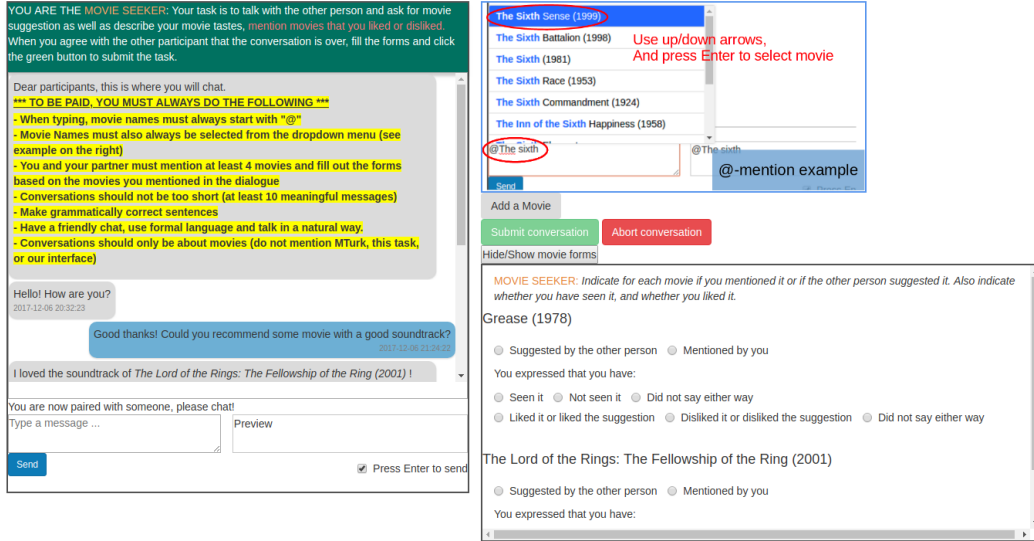 YOU ARE THE MOVIE SEEKER: Your task is to talk with the other person and ask for movie
suggestion as well as describe your movie tastes, mention movies that you liked or disliked.
When you agree with the other participant that the conversation is over, fill the forms and click
the green button to submit the task.
Dear participants, this is where you will chat.
*** TO BE PAID, YOU MUST ALWAYS DO THE FOLLOWING ***
- When typing, movie names must always start with "@"
- Movie Names must also always be selected from the dropdown menu (see
example on the right)
- You and your partner must mention at least 4 movies and fill out the forms
based on the movies you mentioned in the dialogue
- Conversations should not be too short (at least 10 meaningful messages)
- Make grammatically correct sentences
- Have a friendly chat, use formal language and talk in a natural way.
- Conversations should only be about movies (do not mention MTurk, this task,
or our interface)
Hello! How are you?
2017-12-06 20:32:23
Good thanks! Could you recommend some movie with a good soundtrack?
2017-12-06 21:24:22
I loved the soundtrack of The Lord of the Rings: The Fellowship of the Ring (2001) !
You are now paired with someone, please chat!
Type a message ...
Preview
Send
Press Enter to send
The Sixth Sense (1999)
The Sixth Battalion (1998)
The Sixth (1981)
The Sixth Race (1953)
The Sixth Commandment (1924)
The Inn of the Sixth Happiness (1958)
Use up/down arrows,
And press Enter to select movie
@The sixth
@The sixth
@-mention example
Send
Add a Movie
Submit conversation
Abort conversation
Hide/Show movie forms
MOVIE SEEKER: Indicate for each movie if you mentioned it or if the other person suggested it. Also indicate
whether you have seen it, and whether you liked it.
Grease (1978)
Suggested by the other person
Mentioned by you
You expressed that you have:
Seen it
Not seen it
Did not say either way
Liked it or liked the suggestion
Disliked it or disliked the suggestion
Did not say either way
The Lord of the Rings: The Fellowship of the Ring (2001)
Suggested by the other person
Mentioned by you
You expressed that you have: